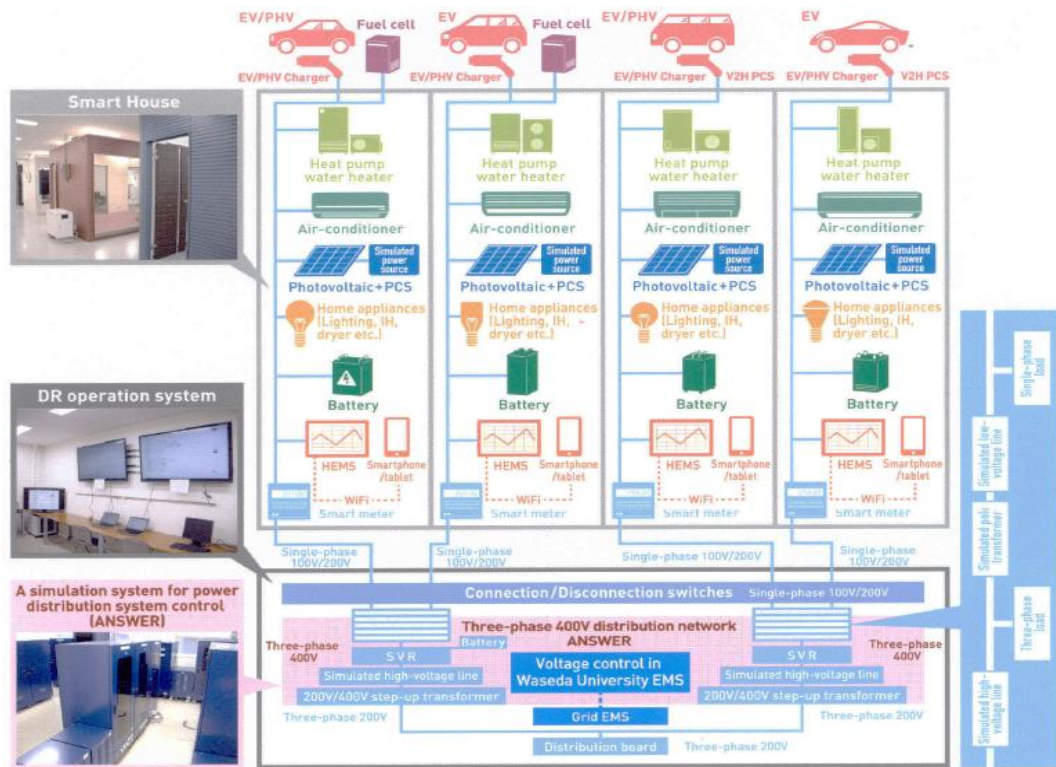 EV/PHV
Fuel cell
EV/PHV Charger
EV
Fuel cell
EV/PHV Charger
EV/PHV
EV/PHV Charger
V2H PCS
EV
EV/PHV Charger
V2H PCS
Smart House
Heat pump
water heater
Air-conditioner
Simulated
power
source
Photovoltaic+PCS
Home appliances
(Lighting, IH,
dryer etc.)
Battery
HEMS
Smartphone
/tablet
WiFi
Smart meter
Heat pump
water heater
Air-conditioner
Simulated
power
source
Photovoltaic+PCS
Home appliances
(Lighting, IH,
dryer etc.)
Battery
HEMS
Smartphone
/tablet
WiFi
Smart meter
Heat pump
water heater
Air-conditioner
Simulated
power
source
Photovoltaic+PCS
Home appliances
(Lighting, IH,
dryer etc.)
Battery
HEMS
Smartphone
/tablet
WiFi
Smart meter
Heat pump
water heater
Air-conditioner
Simulated
power
source
Photovoltaic+PCS
Home appliances
(Lighting, IH,
dryer etc.)
Battery
HEMS
Smartphone
/tablet
WiFi
Smart meter
DR operation system
Single-phase
100V/200V
Single-phase
100V/200V
Single-phase 100V/200V
Single-phase
100V/200V
A simulation system for power
distribution system control
(ANSWER)
Connection/Disconnection switches
Single-phase 100V/200V
Three-phase 400V distribution network
ANSWER
Three-phase
400V
Battery
SVR
Simulated high-voltage line
200V/400V step-up transformer
Three-phase 200V
Voltage control in
Waseda University EMS
Grid EMS
Distribution board
Three-phase 200V
SVR
Three-phase
400V
Simulated high-voltage line
200V/400V step-up transformer
Three-phase 200V
Single-phase
load
Simulated low-
voltage line
Simulated pole
transformer
Three-phase
load
Simulated high-
voltage line